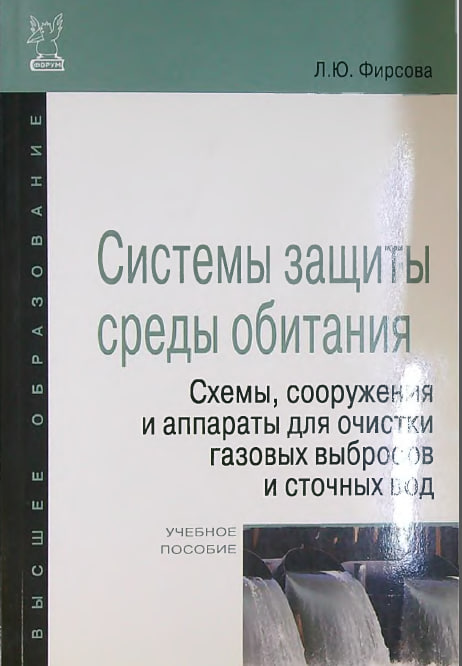 ФОРУМ
Л.Ю. Фирсова
ВЫСШЕЕ ОБРАЗОВАНИЕ
Системы защиты
среды обитания
Схемы, сооружения
и аппараты для очистки
газовых выбросов
и сточных вод
УЧЕБНОЕ
ПОСОБИЕ